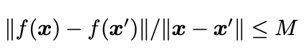 ‖f(𝒙) − f(𝒙′)‖/‖𝒙 − 𝒙′‖ ≤ M